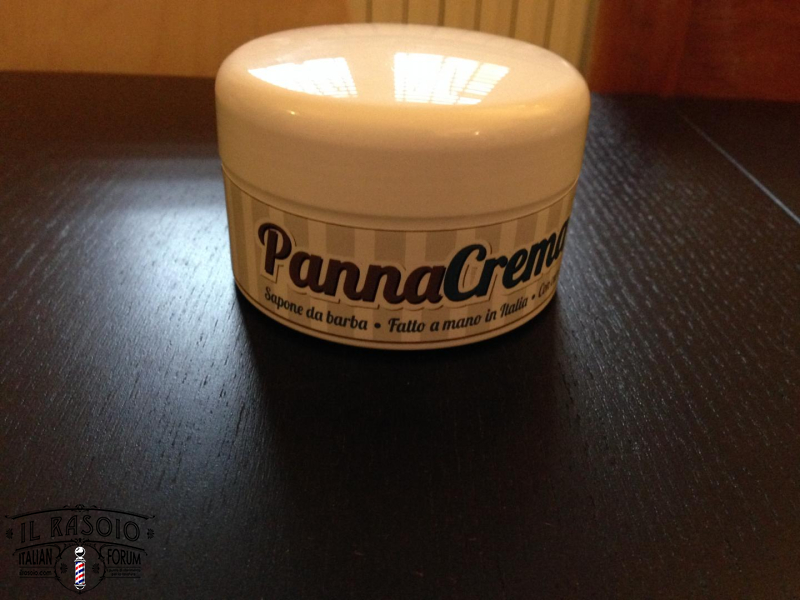 PannaCrema
Sapone da barba • Fatto a mano in Italia •
IL RASOIO
ITALIAN FORUM